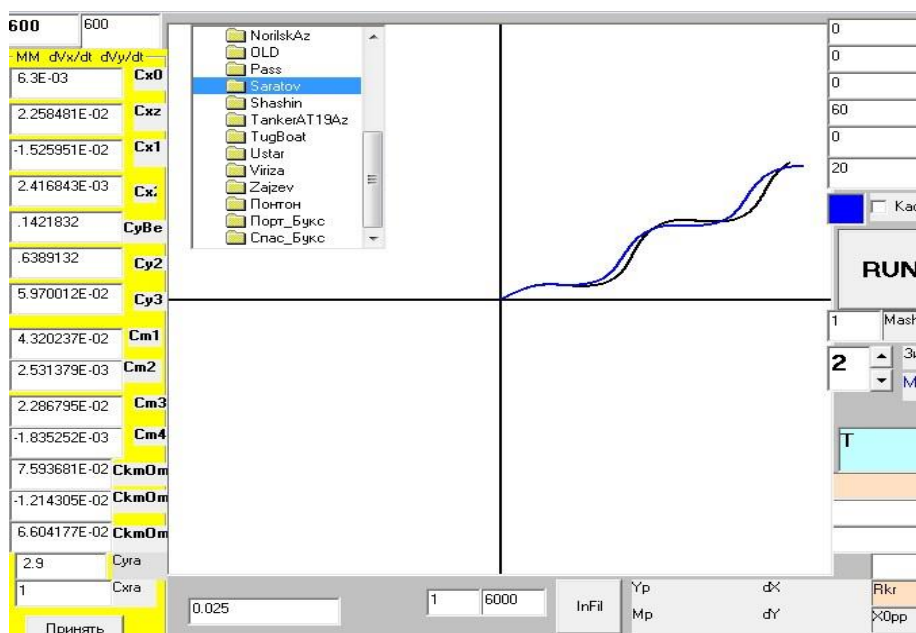 600
600
MM dVx/dt dVy/dt
6.3E-03 Cx0
2.258481E-02 Cxz
-1.525951E-02 Cx1
2.416843E-03
.1421832 CyBe
.6389132 Cy2
5.970012E-02 Cy3
4.320237E-02 Cm1
2.531379E-03 Cm2
2.286795E-02 Cm3
-1.835252E-03 Cm4
7.593681E-02 CkmOm
-1.214305E-02 CkmOm
6.604177E-02 CkmOm
2.9 Cyra
1 Cxra
Принять
NorilskAz
OLD
Pass
Saratov
Shashin
TankerAT19Az
TugBoat
Ustar
Viriza
Zajzev
Понтон
Порт_Букс
Спас_Букс
0
0
0
60
0
20
Кас
RUN
1 Mash
2
T
0.025
1
6000
InFil
Yp dX
Mp dY
Rkr
X0pp